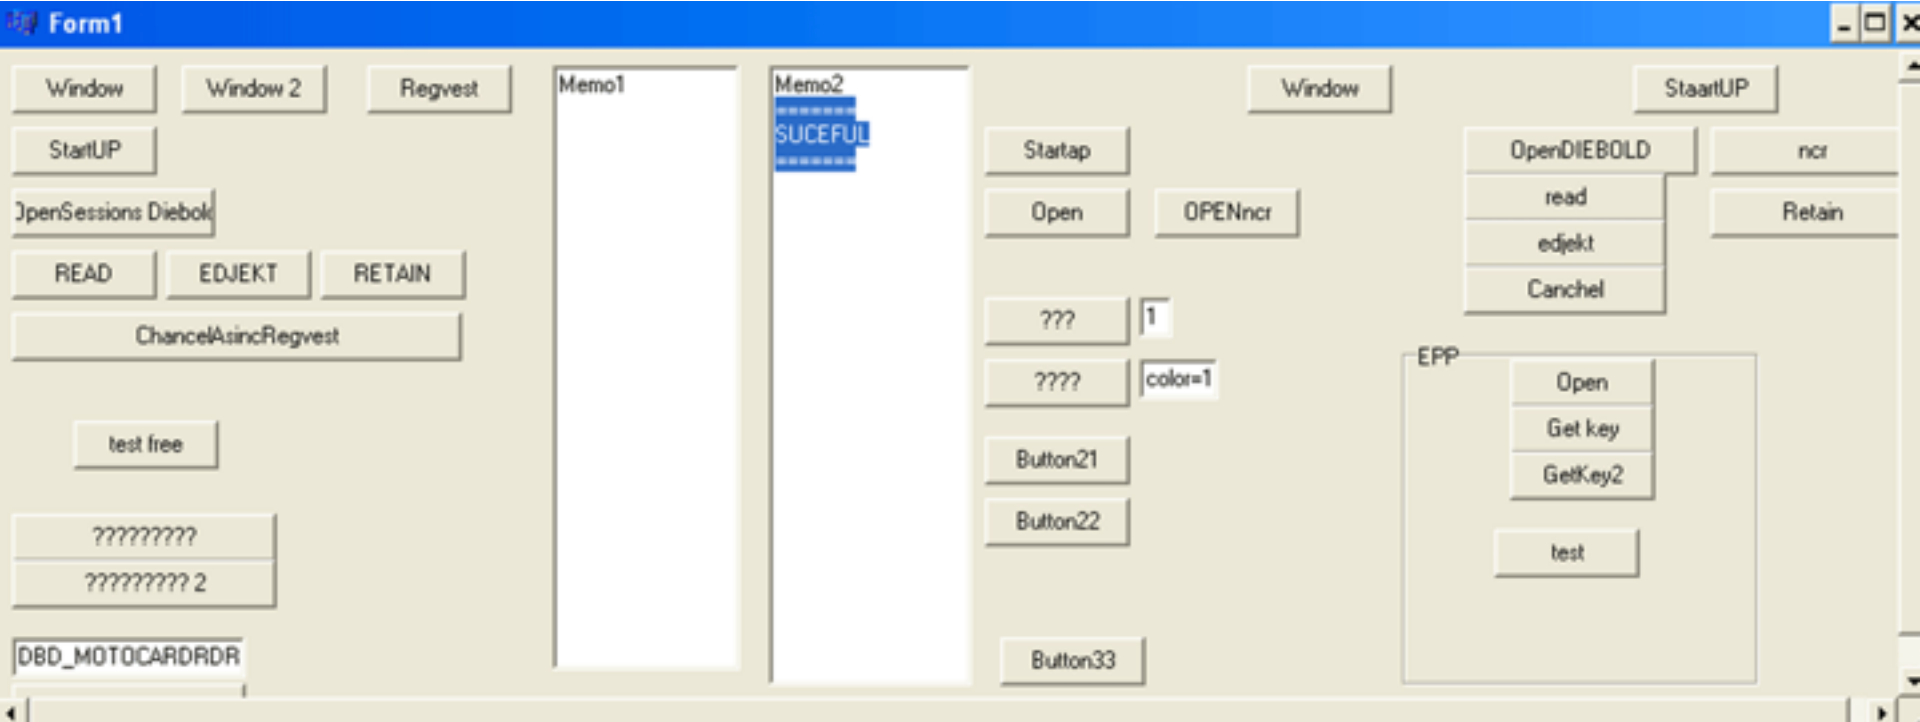 Form1
Window
Window 2
Regvest
StartUP
OpenSessions Diebold
READ
EDJEKT
RETAIN
ChancelAsincRegvest
test free
?????????
????????? 2
DBD_MOTOCARDRDR
Memo1
Memo2
=======
SUCEFUL
=======
Startap
Open
OPENncr
???
1
????
color=1
Button21
Button22
Button33
Window
StaartUP
OpenDIEBOLD
ncr
read
Retain
edjekt
Canchel
EPP
Open
Get key
GetKey2
test